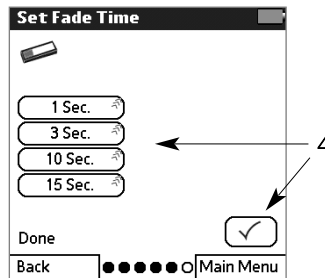 Set Fade Time
1 Sec.
3 Sec.
10 Sec.
15 Sec.
Done
Back
Main Menu